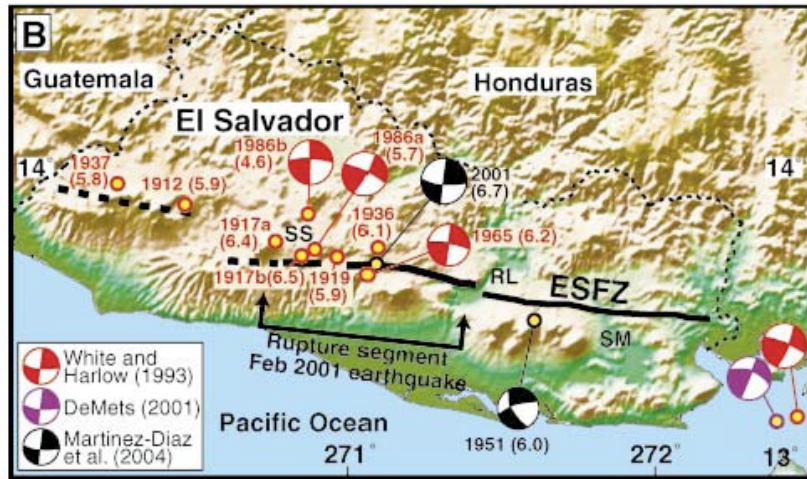 B
Guatemala
Honduras
El Salvador
1986b
(4.6)
1986a
(5.7)
2001
(6.7)
14°
14°
1937
(5.8)
1912 (5.9)
1917a
(6.4)
SS
1936
(6.1)
1965 (6.2)
1917b(6.5)
1919
(5.9)
RL
ESFZ
SM
Rupture segment
Feb 2001 earthquake
White and
Harlow (1993)
DeMets (2001)
Martinez-Diaz
et al. (2004)
Pacific Ocean
1951 (6.0)
271°
272°
13°